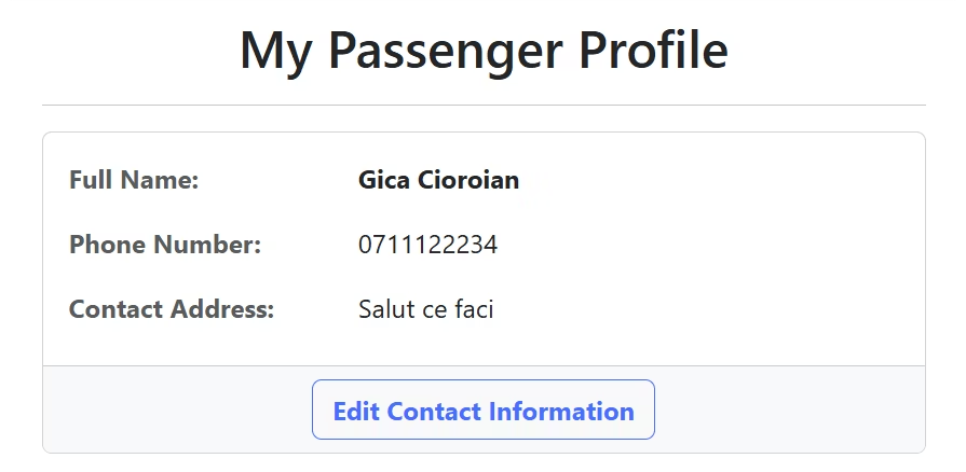 My Passenger Profile
Full Name: Gica Cioroian
Phone Number: 0711122234
Contact Address: Salut ce faci
Edit Contact Information